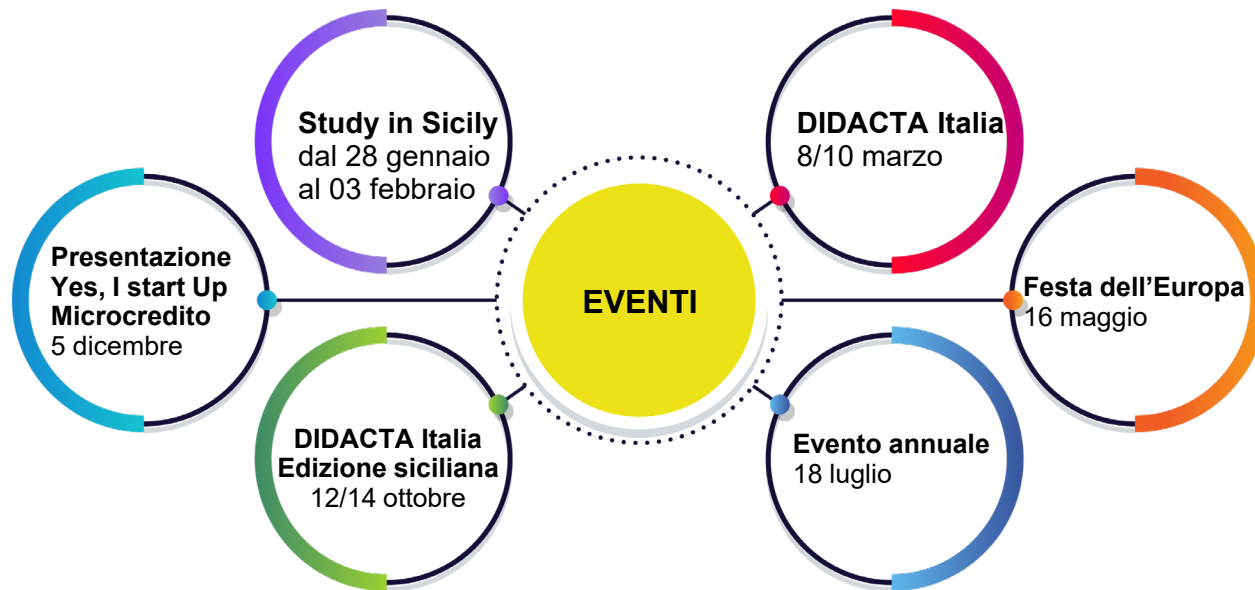 Study in Sicily
dal 28 gennaio
al 03 febbraio
DIDACTA Italia
8/10 marzo
Presentazione
Yes, I start Up
Microcredito
5 dicembre
EVENTI
Festa dell’Europa
16 maggio
DIDACTA Italia
Edizione siciliana
12/14 ottobre
Evento annuale
18 luglio